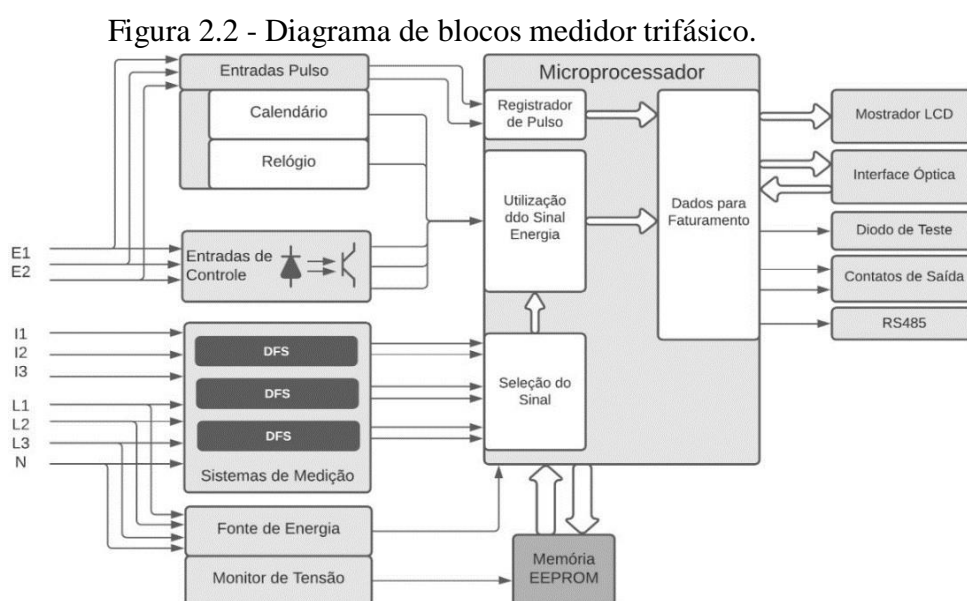 Figura 2.2 - Diagrama de blocos medidor trifásico.
Entradas Pulso
Calendário
Relógio
E1
E2
Entradas de
Controle
I1
I2
I3
L1
L2
L3
N
DFS
DFS
DFS
Sistemas de Medição
Fonte de Energia
Monitor de Tensão
Microprocessador
Registrador
de Pulso
Utilização
ddo Sinal
Energia
Seleção do
Sinal
Dados para
Faturamento
Memória
EEPROM
Mostrador LCD
Interface Óptica
Diodo de Teste
Contatos de Saída
RS485